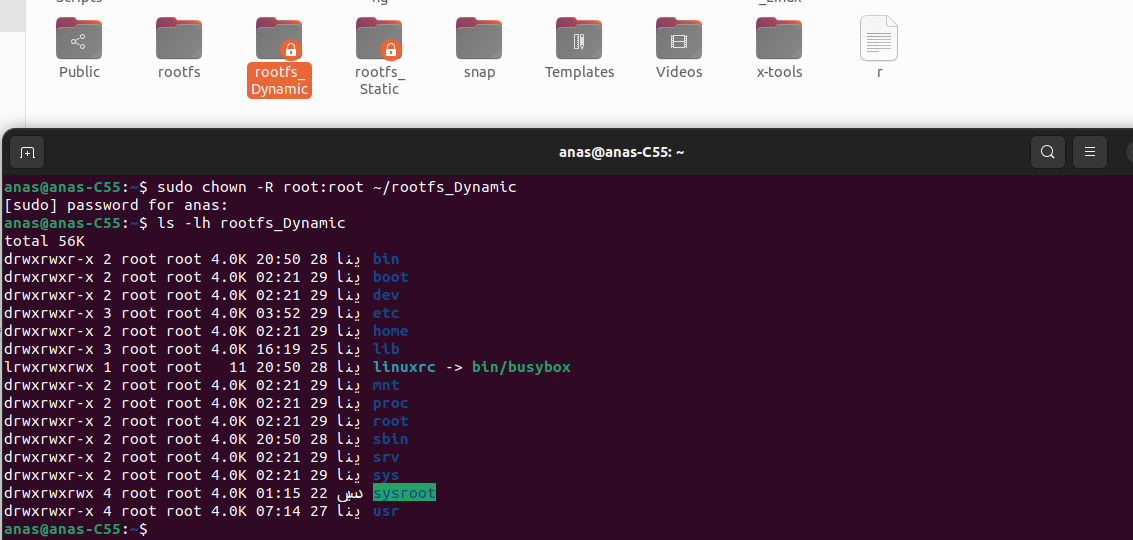 Scripts
ng
_Linux
Public
rootfs
rootfs_
Dynamic
rootfs_
Static
snap
Templates
Videos
x-tools
r
anas@anas-C55: ~
anas@anas-C55:~$ sudo chown -R root:root ~/rootfs_Dynamic
[sudo] password for anas:
anas@anas-C55:~$ ls -lh rootfs_Dynamic
total 56K
drwxrwxr-x 2 root root 4.0K 20:50 28 ينا bin
drwxrwxr-x 2 root root 4.0K 02:21 29 ينا boot
drwxrwxr-x 2 root root 4.0K 02:21 29 ينا dev
drwxrwxr-x 3 root root 4.0K 03:52 29 ينا etc
drwxrwxr-x 2 root root 4.0K 02:21 29 ينا home
drwxrwxr-x 3 root root 4.0K 16:19 25 ينا lib
lrwxrwxrwx 1 root root   11 20:50 28 ينا linuxrc -> bin/busybox
drwxrwxr-x 2 root root 4.0K 02:21 29 ينا mnt
drwxrwxr-x 2 root root 4.0K 02:21 29 ينا proc
drwxrwxr-x 2 root root 4.0K 02:21 29 ينا root
drwxrwxr-x 2 root root 4.0K 20:50 28 ينا sbin
drwxrwxr-x 2 root root 4.0K 02:21 29 ينا srv
drwxrwxr-x 2 root root 4.0K 02:21 29 ينا sys
drwxrwxrwx 4 root root 4.0K 01:15 22 سبت sysroot
drwxrwxr-x 4 root root 4.0K 07:14 27 ينا usr
anas@anas-C55:~$